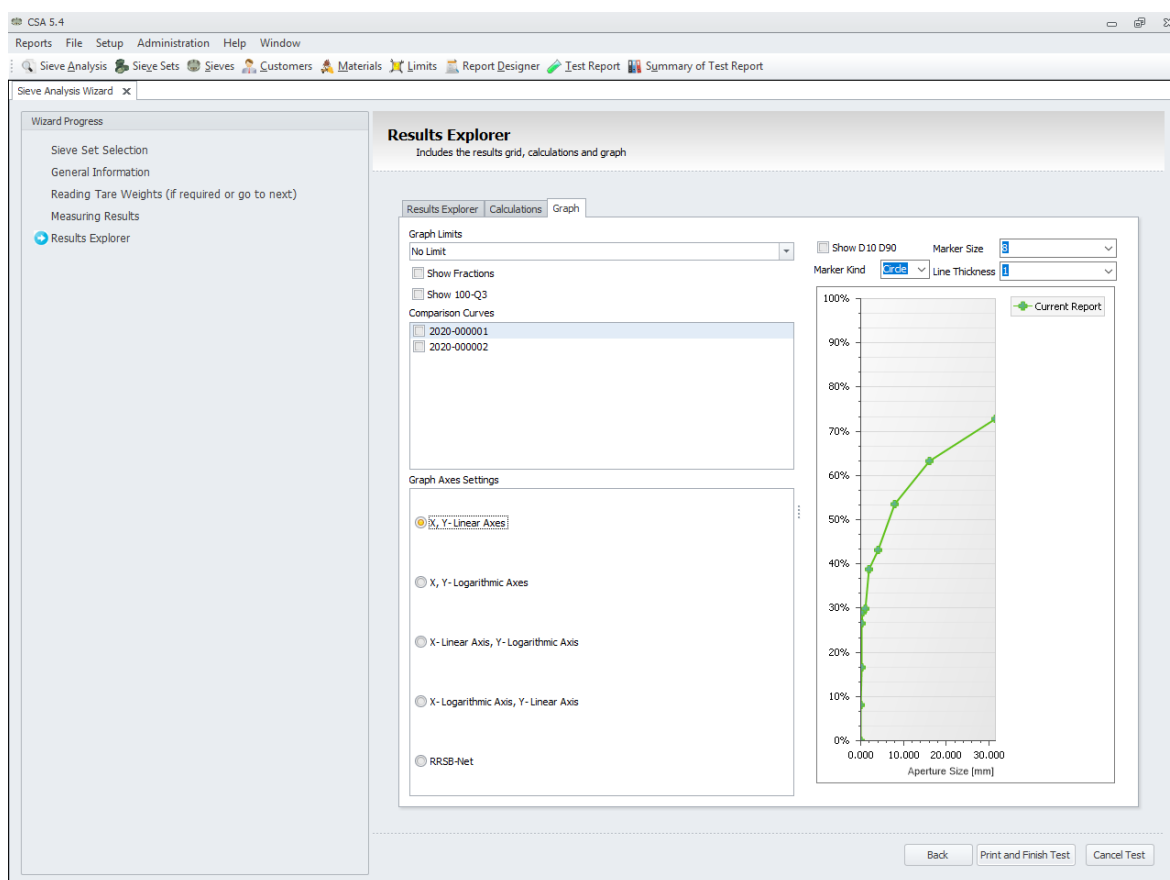 CSA 5.4
Reports File Setup Administration Help Window
Sieve Analysis Sieve Sets Sieves Customers Materials Limits Report Designer Test Report Summary of Test Report
Sieve Analysis Wizard
Wizard Progress
Sieve Set Selection
General Information
Reading Tare Weights (if required or go to next)
Measuring Results
Results Explorer
Results Explorer
Includes the results grid, calculations and graph
Results Explorer Calculations Graph
Graph Limits
No Limit
Show Fractions
Show 100-Q3
Comparison Curves
2020-000001
2020-000002
Graph Axes Settings
X, Y- Linear Axes
X, Y- Logarithmic Axes
X- Linear Axis, Y- Logarithmic Axis
X- Logarithmic Axis, Y- Linear Axis
RRSB-Net
Show D10 D90 Marker Size 8
Marker Kind Circle Line Thickness 1
Current Report
100%
90%
80%
70%
60%
50%
40%
30%
20%
10%
0%
0.000 10.000 20.000 30.000
Aperture Size [mm]
Back Print and Finish Test Cancel Test